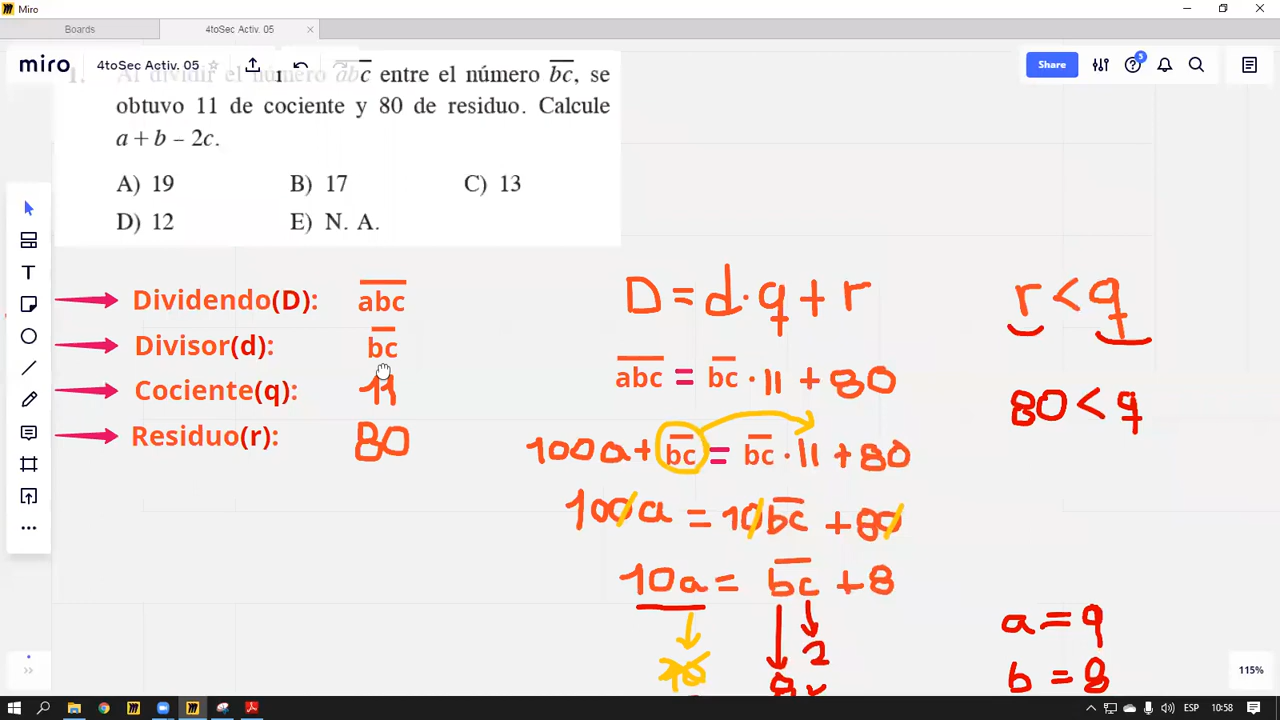 Miro
Boards
4toSec Activ. 05
miro
4toSec Activ. 05
Share
5
1. Al dividir el número abc entre el número bc, se
obtuvo 11 de cociente y 80 de residuo. Calcule
a + b – 2c.
A) 19 B) 17 C) 13
D) 12 E) N. A.
Dividendo(D): abc
Divisor(d): bc
Cociente(q): 11
Residuo(r): 80
D = d · q + r
abc = bc · 11 + 80
100a + bc = bc · 11 + 80
100a = 10bc + 80
10a = bc + 8
2
r < q
80 < q
a = 9
b = 8
115%
ESP
10:58